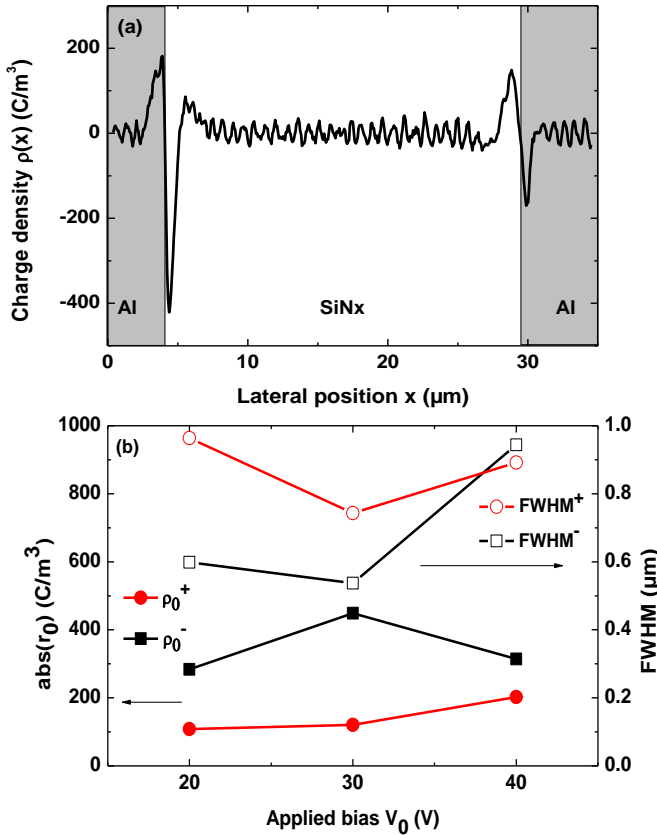 (a)
Charge density ρ(x) (C/m³)
200
0
-200
-400
Al
SiNx
Al
0
10
20
30
Lateral position x (µm)
(b)
abs(r₀) (C/m³)
1000
800
600
400
200
0
ρ₀⁺
ρ₀⁻
FWHM⁺
FWHM⁻
1.0
0.8
0.6
0.4
0.2
0.0
FWHM (µm)
20
30
40
Applied bias V₀ (V)